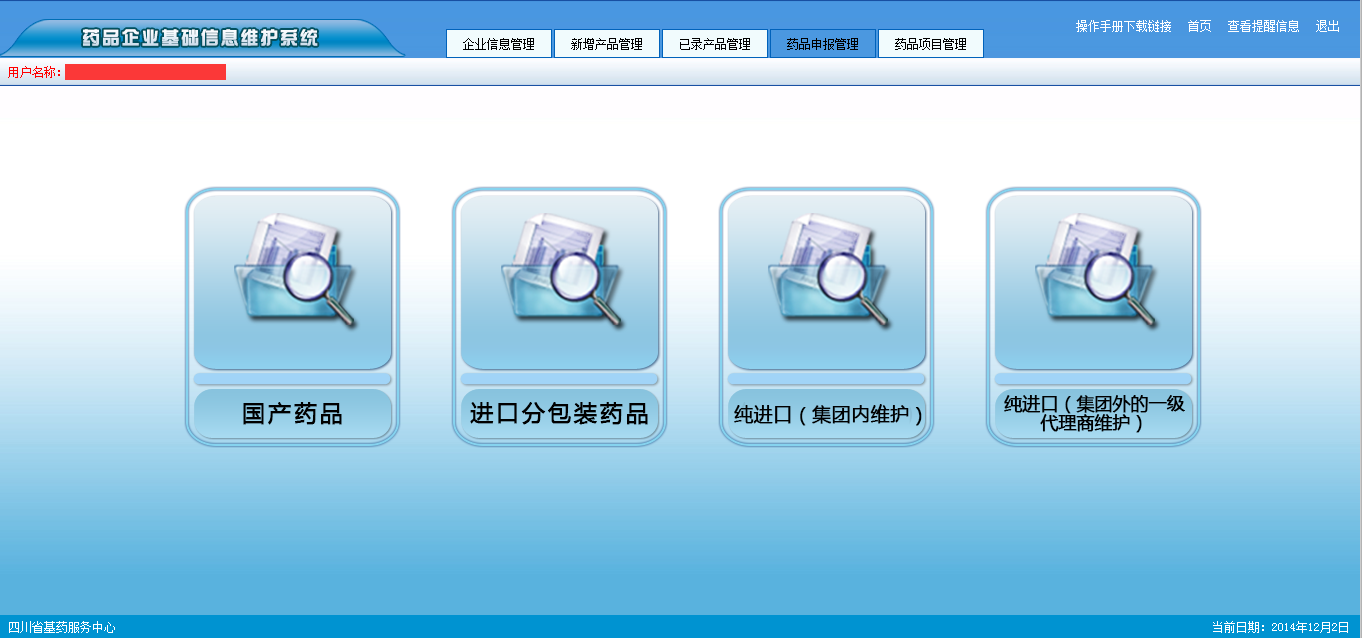 药品企业基础信息维护系统
企业信息管理 新增产品管理 已录产品管理 药品申报管理 药品项目管理
操作手册下载链接 首页 查看提醒信息 退出
用户名称：
国产药品
进口分包装药品
纯进口（集团内维护）
纯进口（集团外的一级
代理商维护）
四川省基药服务中心
当前日期：2014年12月2日